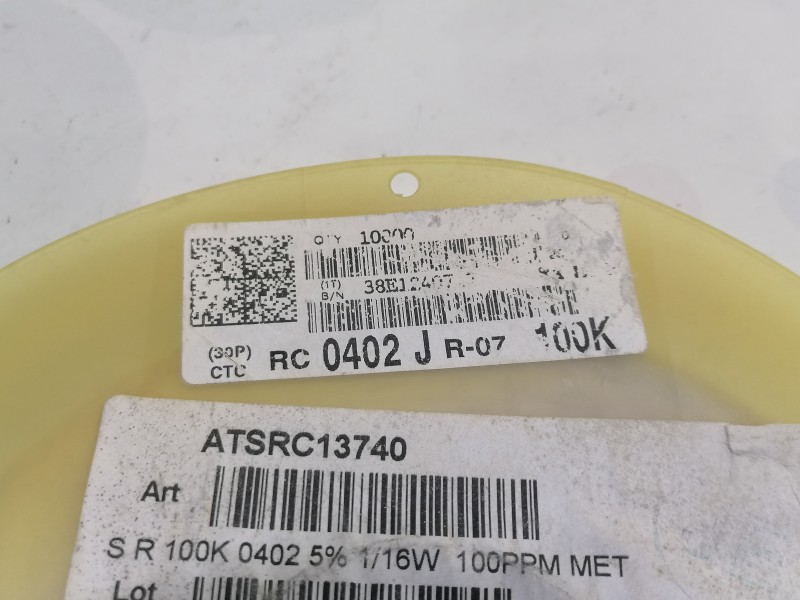 QTY 10000
(1T)
B/N
(30P)
CTC RC 0402 J R-07 100K
ATSRC13740
Art
S R 100K 0402 5% 1/16W 100PPM MET
Lot